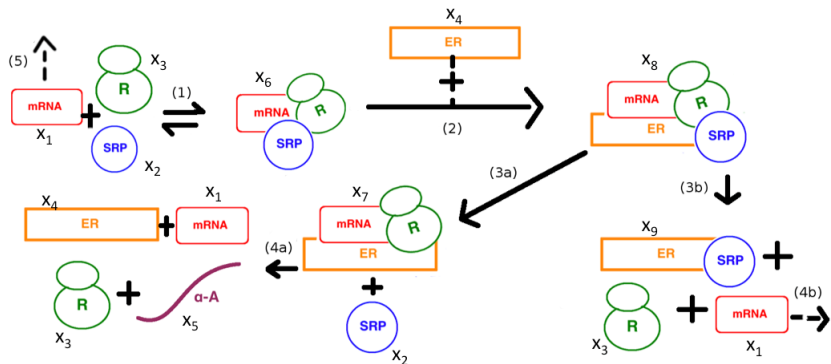 x4
ER
(5)
x3
R
mRNA
x1
SRP
x2
(1)
x6
mRNA
R
SRP
(2)
x8
mRNA
R
ER
SRP
(3a)
(3b)
x4
ER
x1
mRNA
x3
R
α-A
x5
(4a)
x7
mRNA
R
ER
SRP
x2
x9
ER
SRP
x3
R
mRNA
x1
(4b)